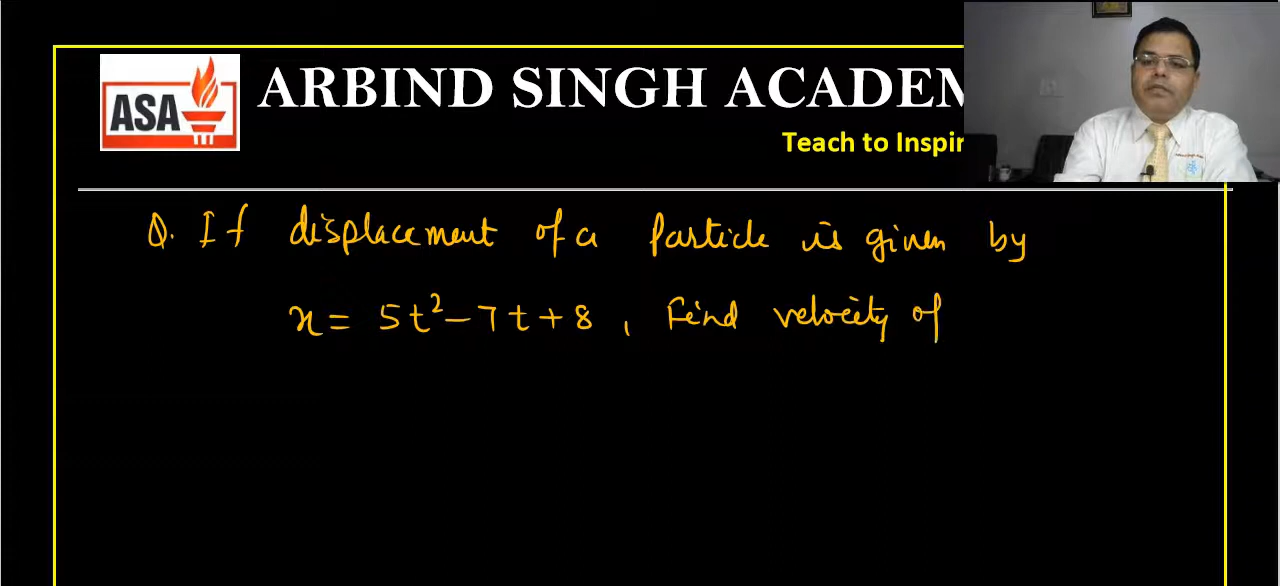 ASA
ARBIND SINGH ACADEM
Teach to Inspir
Q. If displacement of a Particle is given by
x = 5t² - 7t + 8, Find velocity of